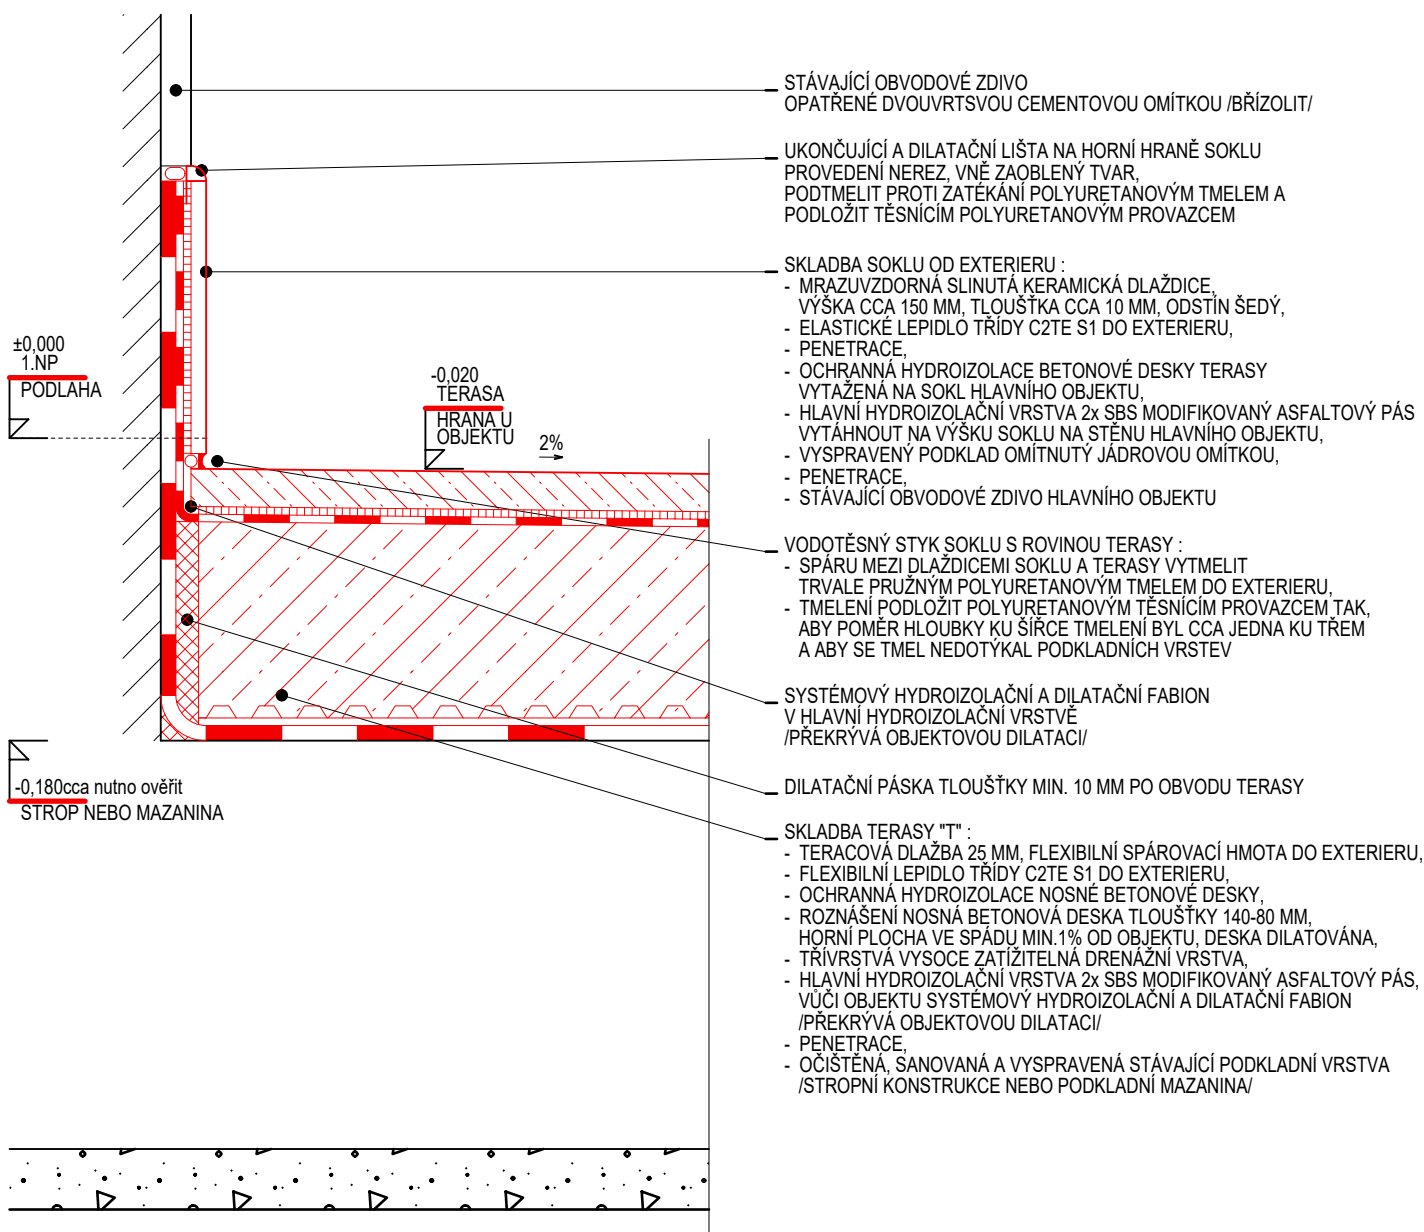 STÁVAJÍCÍ OBVODOVÉ ZDIVO
OPATŘENÉ DVOUVRTSVOU CEMENTOVOU OMÍTKOU /BŘÍZOLIT/
UKONČUJÍCÍ A DILATAČNÍ LIŠTA NA HORNÍ HRANĚ SOKLU
PROVEDENÍ NEREZ, VNĚ ZAOBLENÝ TVAR,
PODTMELIT PROTI ZATÉKÁNÍ POLYURETANOVÝM TMELEM A
PODLOŽIT TĚSNÍCÍM POLYURETANOVÝM PROVAZCEM
SKLADBA SOKLU OD EXTERIERU :
- MRAZUVZDORNÁ SLINUTÁ KERAMICKÁ DLAŽDICE,
VÝŠKA CCA 150 MM, TLOUŠŤKA CCA 10 MM, ODSTÍN ŠEDÝ,
- ELASTICKÉ LEPIDLO TŘÍDY C2TE S1 DO EXTERIERU,
- PENETRACE,
- OCHRANNÁ HYDROIZOLACE BETONOVÉ DESKY TERASY
VYTAŽENÁ NA SOKL HLAVNÍHO OBJEKTU,
- HLAVNÍ HYDROIZOLAČNÍ VRSTVA 2x SBS MODIFIKOVANÝ ASFALTOVÝ PÁS
VYTÁHNOUT NA VÝŠKU SOKLU NA STĚNU HLAVNÍHO OBJEKTU,
- VYSPRAVENÝ PODKLAD OMÍTNUTÝ JÁDROVOU OMÍTKOU,
- PENETRACE,
- STÁVAJÍCÍ OBVODOVÉ ZDIVO HLAVNÍHO OBJEKTU
±0,000
1.NP
PODLAHA
-0,020
TERASA
HRANA U
OBJEKTU
2%
VODOTĚSNÝ STYK SOKLU S ROVINOU TERASY :
- SPÁRU MEZI DLAŽDICEMI SOKLU A TERASY VYTMELIT
TRVALE PRUŽNÝM POLYURETANOVÝM TMELEM DO EXTERIERU,
- TMELENÍ PODLOŽIT POLYURETANOVÝM TĚSNÍCÍM PROVAZCEM TAK,
ABY POMĚR HLOUBKY KU ŠÍŘCE TMELENÍ BYL CCA JEDNA KU TŘEM
A ABY SE TMEL NEDOTÝKAL PODKLADNÍCH VRSTEV
SYSTÉMOVÝ HYDROIZOLAČNÍ A DILATAČNÍ FABION
V HLAVNÍ HYDROIZOLAČNÍ VRSTVĚ
/PŘEKRÝVÁ OBJEKTOVOU DILATACI/
-0,180cca nutno ověřit
STROP NEBO MAZANINA
DILATAČNÍ PÁSKA TLOUŠŤKY MIN. 10 MM PO OBVODU TERASY
SKLADBA TERASY "T" :
- TERACOVÁ DLAŽBA 25 MM, FLEXIBILNÍ SPÁROVACÍ HMOTA DO EXTERIERU,
- FLEXIBILNÍ LEPIDLO TŘÍDY C2TE S1 DO EXTERIERU,
- OCHRANNÁ HYDROIZOLACE NOSNÉ BETONOVÉ DESKY,
- ROZNÁŠENÍ NOSNÁ BETONOVÁ DESKA TLOUŠŤKY 140-80 MM,
HORNÍ PLOCHA VE SPÁDU MIN.1% OD OBJEKTU, DESKA DILATOVÁNA,
- TŘÍVRSTVÁ VYSOCE ZATÍŽITELNÁ DRENÁŽNÍ VRSTVA,
- HLAVNÍ HYDROIZOLAČNÍ VRSTVA 2x SBS MODIFIKOVANÝ ASFALTOVÝ PÁS,
VŮČI OBJEKTU SYSTÉMOVÝ HYDROIZOLAČNÍ A DILATAČNÍ FABION
/PŘEKRÝVÁ OBJEKTOVOU DILATACI/
- PENETRACE,
- OČIŠTĚNÁ, SANOVANÁ A VYSPRAVENÁ STÁVAJÍCÍ PODKLADNÍ VRSTVA
/STROPNÍ KONSTRUKCE NEBO PODKLADNÍ MAZANINA/